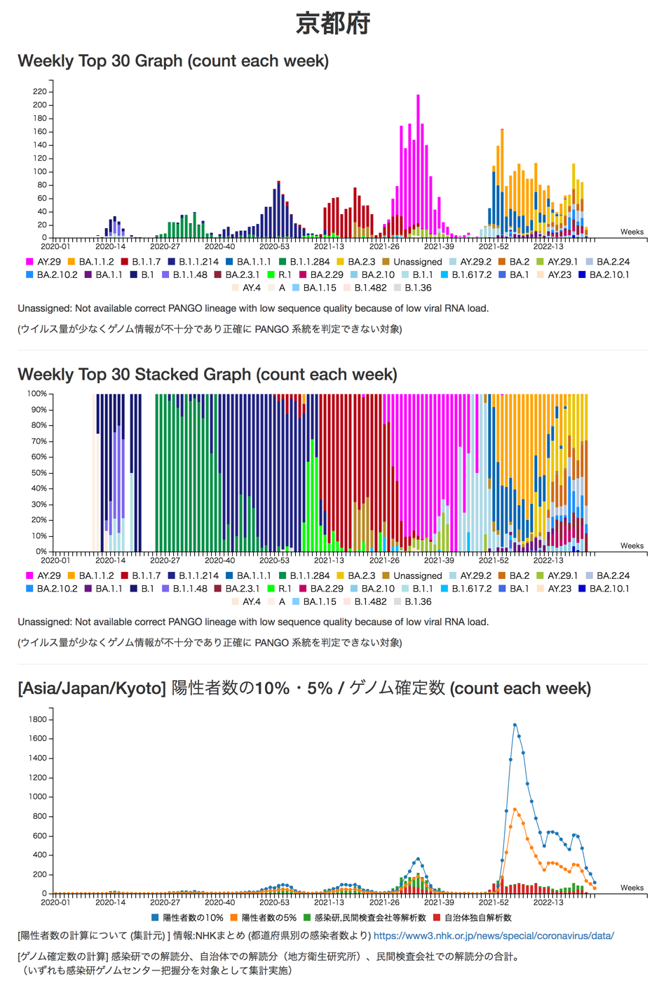 京都府
Weekly Top 30 Graph (count each week)
220
200
180
160
140
120
100
80
60
40
20
0
Weeks
2020-01 2020-14 2020-27 2020-40 2020-53 2021-13 2021-26 2021-39 2021-52 2022-13
AY.29 BA.1.1.2 B.1.1.7 B.1.1.214 BA.1.1.1 B.1.1.284 BA.2.3 Unassigned AY.29.2 BA.2 AY.29.1 BA.2.24
BA.2.10.2 BA.1.1 B.1 B.1.1.48 BA.2.3.1 R.1 BA.2.29 BA.2.10 B.1.1 B.1.617.2 BA.1 AY.23 BA.2.10.1
AY.4 A BA.1.15 B.1.482 B.1.36
Unassigned: Not available correct PANGO lineage with low sequence quality because of low viral RNA load.
(ウイルス量が少なくゲノム情報が不十分であり正確に PANGO 系統を判定できない対象)
Weekly Top 30 Stacked Graph (count each week)
100%
90%
80%
70%
60%
50%
40%
30%
20%
10%
0%
Weeks
2020-01 2020-14 2020-27 2020-40 2020-53 2021-13 2021-26 2021-39 2021-52 2022-13
AY.29 BA.1.1.2 B.1.1.7 B.1.1.214 BA.1.1.1 B.1.1.284 BA.2.3 Unassigned AY.29.2 BA.2 AY.29.1 BA.2.24
BA.2.10.2 BA.1.1 B.1 B.1.1.48 BA.2.3.1 R.1 BA.2.29 BA.2.10 B.1.1 B.1.617.2 BA.1 AY.23 BA.2.10.1
AY.4 A BA.1.15 B.1.482 B.1.36
Unassigned: Not available correct PANGO lineage with low sequence quality because of low viral RNA load.
(ウイルス量が少なくゲノム情報が不十分であり正確に PANGO 系統を判定できない対象)
[Asia/Japan/Kyoto] 陽性者数の10%・5% / ゲノム確定数 (count each week)
1800
1600
1400
1200
1000
800
600
400
200
0
Weeks
2020-01 2020-14 2020-27 2020-40 2020-53 2021-13 2021-26 2021-39 2021-52 2022-13
陽性者数の10% 陽性者数の5% 感染研,民間検査会社等解析数 自治体独自解析数
[陽性者数の計算について (集計元) ] 情報:NHKまとめ (都道府県別の感染者数より) https://www3.nhk.or.jp/news/special/coronavirus/data/
[ゲノム確定数の計算] 感染研での解読分、自治体での解読分（地方衛生研究所）、民間検査会社での解読分の合計。
（いずれも感染研ゲノムセンター把握分を対象として集計実施）